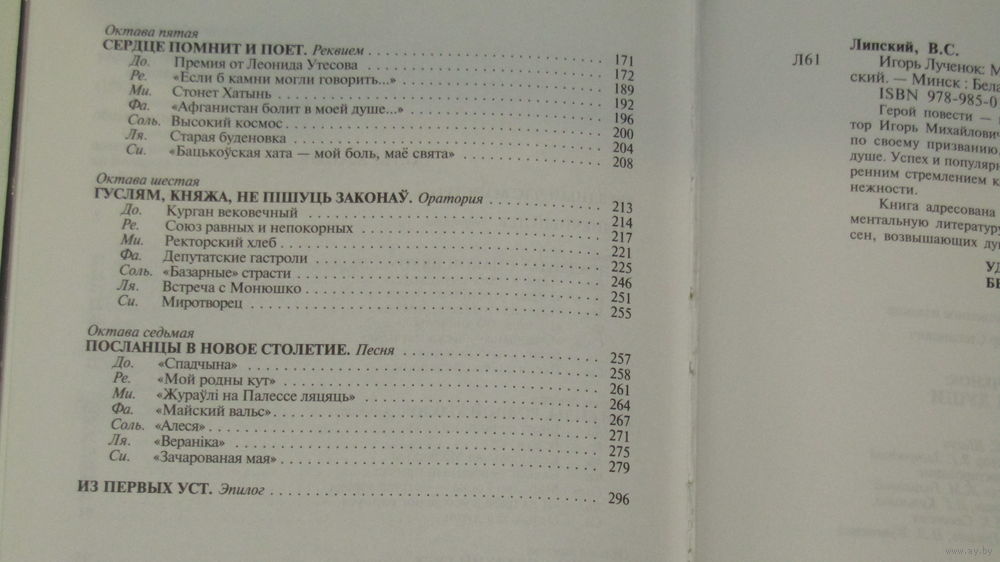 Октава пятая
СЕРДЦЕ ПОМНИТ И ПОЕТ. Реквием 171
До. Премия от Леонида Утесова 172
Ре. «Если б камни могли говорить...» 189
Ми. Стонет Хатынь 192
Фа. «Афганистан болит в моей душе...» 196
Соль. Высокий космос 200
Ля. Старая буденовка 204
Си. «Бацькоўская хата — мой боль, маё свята» 208
Октава шестая
ГУСЛЯМ, КНЯЖА, НЕ ПІШУЦЬ ЗАКОНАЎ. Оратория 213
До. Курган вековечный 214
Ре. Союз равных и непокорных 217
Ми. Ректорский хлеб 221
Фа. Депутатские гастроли 225
Соль. «Базарные» страсти 246
Ля. Встреча с Монюшко 251
Си. Миротворец 255
Октава седьмая
ПОСЛАНЦЫ В НОВОЕ СТОЛЕТИЕ. Песня 257
До. «Спадчына» 258
Ре. «Мой родны кут» 261
Ми. «Жураўлі на Палессе ляцяць» 264
Фа. «Майский вальс» 267
Соль. «Алеся» 271
Ля. «Вераніка» 275
Си. «Зачарованая мая» 279
ИЗ ПЕРВЫХ УСТ. Эпилог 296
Липский, В.С.
Л61 Игорь Лученок: М
ский. — Минск : Бела
ISBN 978-985-0
Герой повести —
тор Игорь Михайлович
по своему призванию,
душе. Успех и популяр
ренним стремлением к
нежности.
Книга адресована
ментальную литературу
сен, возвышающих ду
УД
ББ
www.ay.by